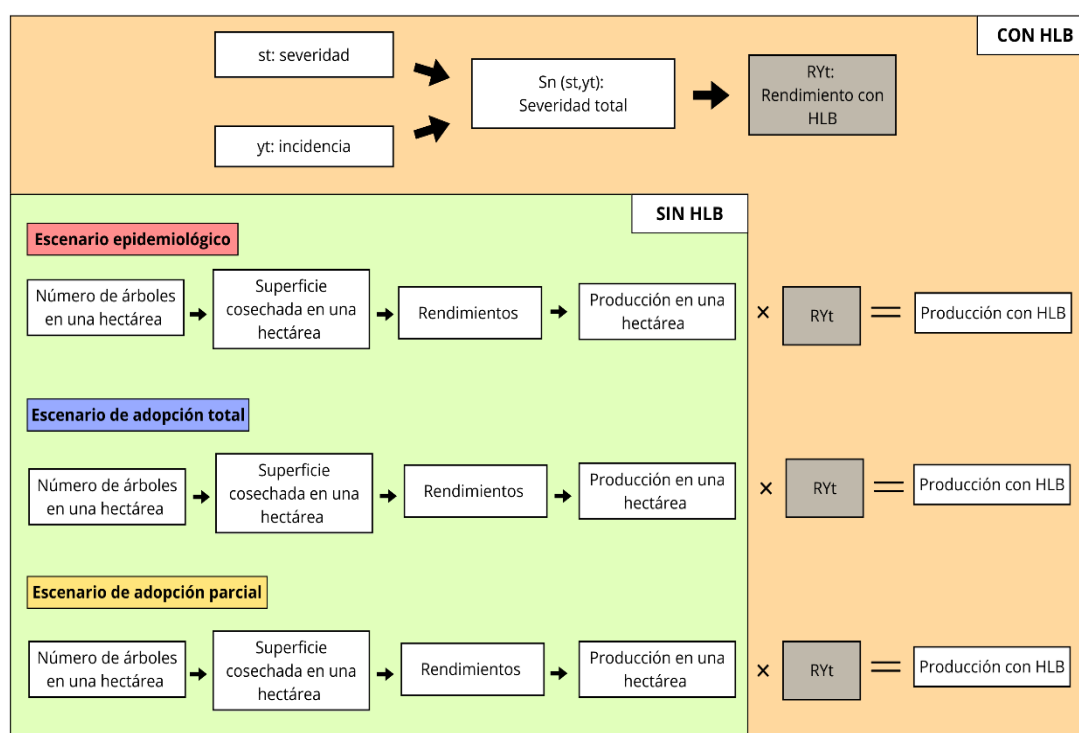 CON HLB
st: severidad
yt: incidencia
Sn (st,yt):
Severidad total
RYt:
Rendimiento con
HLB
SIN HLB
Escenario epidemiológico
Número de árboles
en una hectárea
Superficie
cosechada en una
hectárea
Rendimientos
Producción en una
hectárea
×
RYt
=
Producción con HLB
Escenario de adopción total
Número de árboles
en una hectárea
Superficie
cosechada en una
hectárea
Rendimientos
Producción en una
hectárea
×
RYt
=
Producción con HLB
Escenario de adopción parcial
Número de árboles
en una hectárea
Superficie
cosechada en una
hectárea
Rendimientos
Producción en una
hectárea
×
RYt
=
Producción con HLB